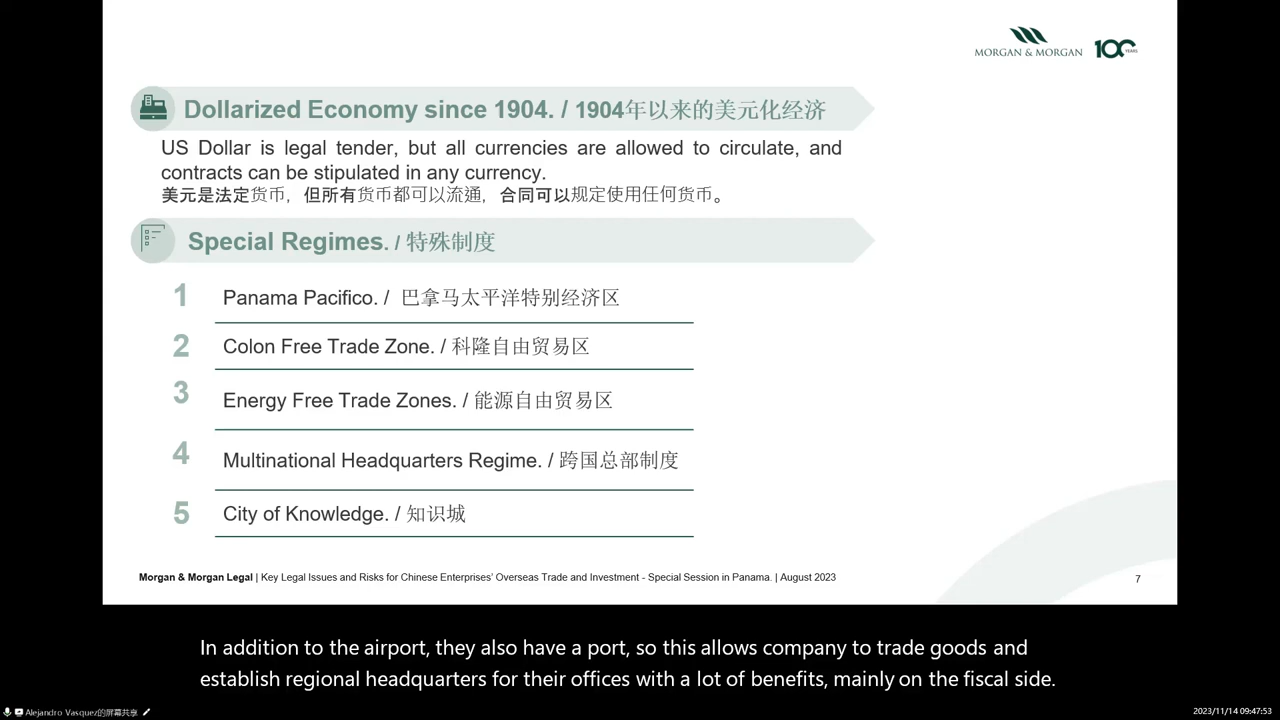 MORGAN & MORGAN 100 YEARS
Dollarized Economy since 1904. / 1904年以来的美元化经济
US Dollar is legal tender, but all currencies are allowed to circulate, and
contracts can be stipulated in any currency.
美元是法定货币，但所有货币都可以流通，合同可以规定使用任何货币。
Special Regimes. / 特殊制度
1 Panama Pacifico. / 巴拿马太平洋特别经济区
2 Colon Free Trade Zone. / 科隆自由贸易区
3 Energy Free Trade Zones. / 能源自由贸易区
4 Multinational Headquarters Regime. / 跨国总部制度
5 City of Knowledge. / 知识城
Morgan & Morgan Legal | Key Legal Issues and Risks for Chinese Enterprises' Overseas Trade and Investment - Special Session in Panama. | August 2023
7
In addition to the airport, they also have a port, so this allows company to trade goods and
establish regional headquarters for their offices with a lot of benefits, mainly on the fiscal side.
Alejandro Vasquez的屏幕共享
2023/11/14 09:47:53